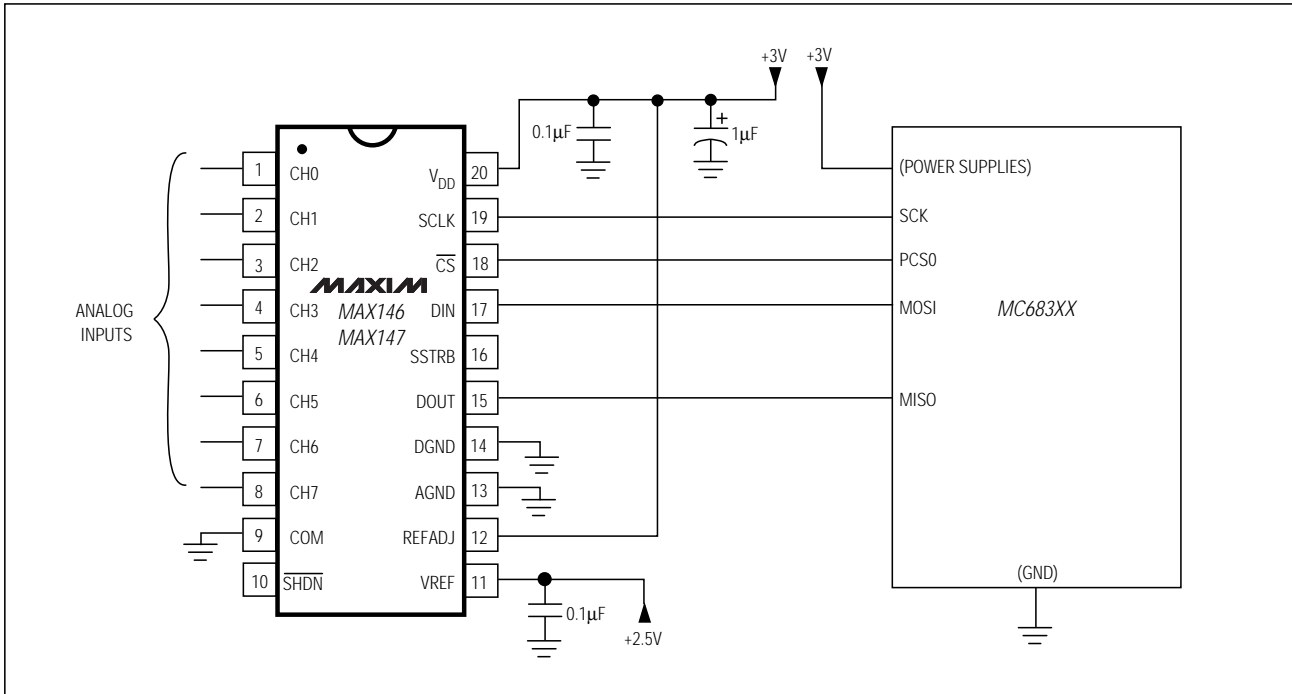 +3V +3V
0.1μF
+
1μF
ANALOG
INPUTS
1 CH0
2 CH1
3 CH2
4 CH3
5 CH4
6 CH5
7 CH6
8 CH7
9 COM
10 SHDN
MAXIM
MAX146
MAX147
VDD 20
SCLK 19
CS 18
DIN 17
SSTRB 16
DOUT 15
DGND 14
AGND 13
REFADJ 12
VREF 11
0.1μF
+2.5V
(POWER SUPPLIES)
SCK
PCS0
MOSI
MC683XX
MISO
(GND)